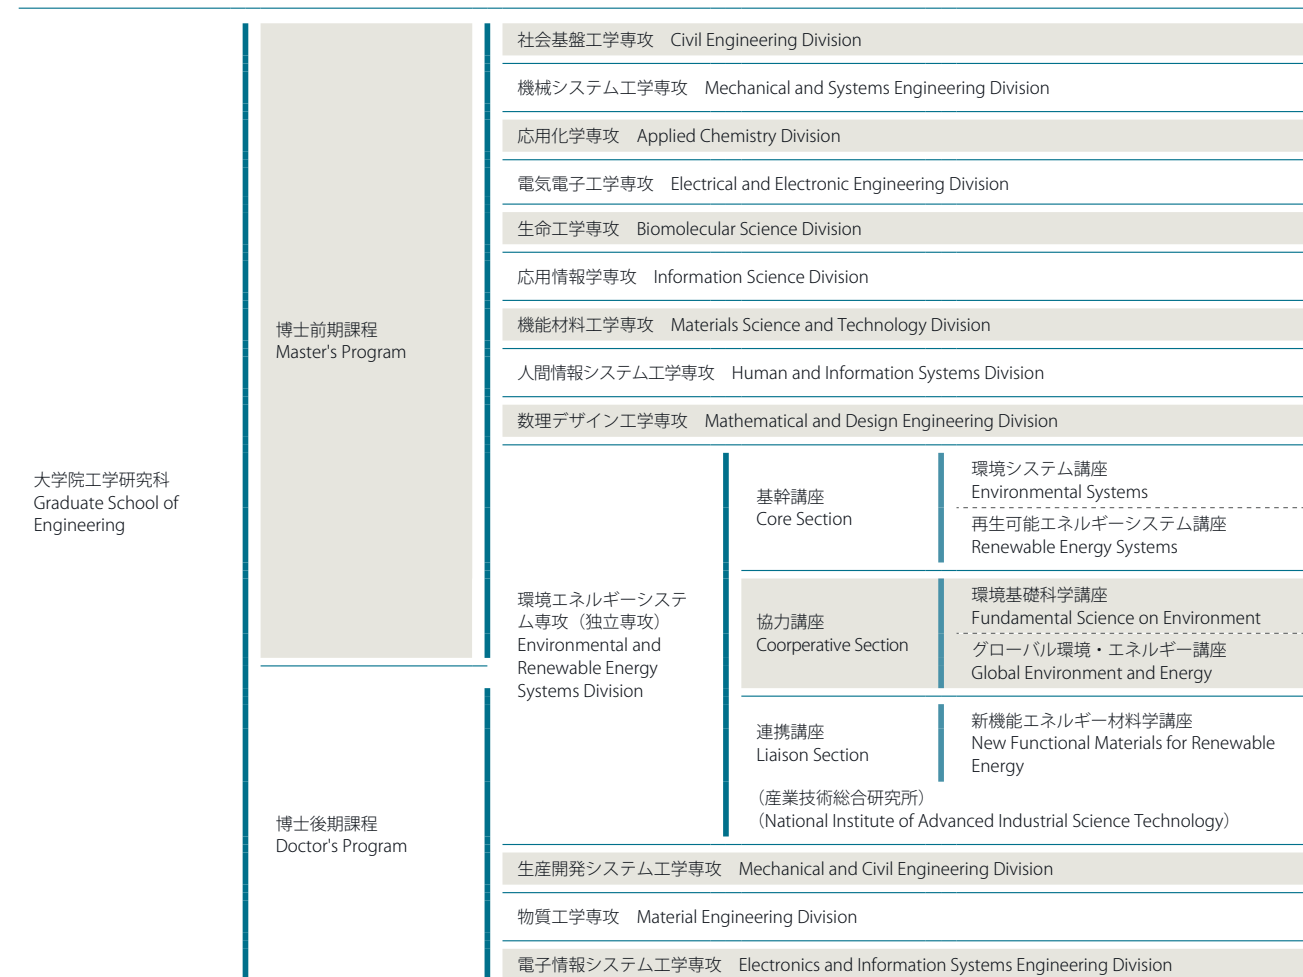 社会基盤工学専攻 Civil Engineering Division
機械システム工学専攻 Mechanical and Systems Engineering Division
応用化学専攻 Applied Chemistry Division
電気電子工学専攻 Electrical and Electronic Engineering Division
生命工学専攻 Biomolecular Science Division
応用情報学専攻 Information Science Division
機能材料工学専攻 Materials Science and Technology Division
博士前期課程
Master's Program
人間情報システム工学専攻 Human and Information Systems Division
数理デザイン工学専攻 Mathematical and Design Engineering Division
大学院工学研究科
Graduate School of
Engineering
環境エネルギーシステ
ム専攻（独立専攻）
Environmental and
Renewable Energy
Systems Division
基幹講座
Core Section
環境システム講座
Environmental Systems
再生可能エネルギーシステム講座
Renewable Energy Systems
協力講座
Coorperative Section
環境基礎科学講座
Fundamental Science on Environment
グローバル環境・エネルギー講座
Global Environment and Energy
連携講座
Liaison Section
新機能エネルギー材料学講座
New Functional Materials for Renewable
Energy
（産業技術総合研究所）
（National Institute of Advanced Industrial Science Technology）
博士後期課程
Doctor's Program
生産開発システム工学専攻 Mechanical and Civil Engineering Division
物質工学専攻 Material Engineering Division
電子情報システム工学専攻 Electronics and Information Systems Engineering Division